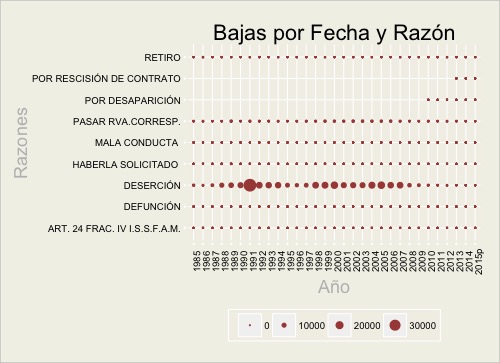 Bajas por Fecha y Razón
Razones
RETIRO
POR RESCISIÓN DE CONTRATO
POR DESAPARICIÓN
PASAR RVA.CORRESP.
MALA CONDUCTA
HABERLA SOLICITADO
DESERCIÓN
DEFUNCIÓN
ART. 24 FRAC. IV I.S.S.F.A.M.
1985 1986 1987 1988 1989 1990 1991 1992 1993 1994 1995 1996 1997 1998 1999 2000 2001 2002 2003 2004 2005 2006 2007 2008 2009 2010 2011 2012 2013 2014 2015p
Año
0 10000 20000 30000